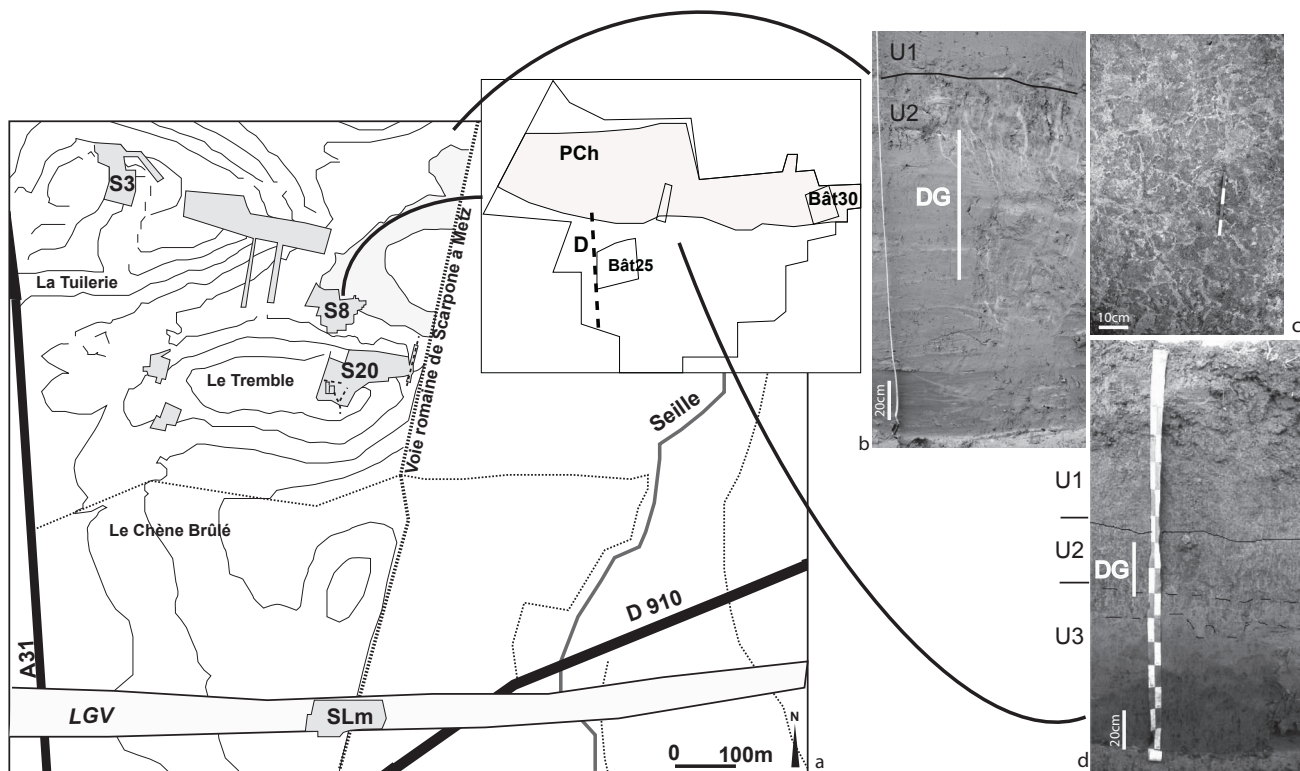 S3
La Tuilerie
S8
S20
Le Tremble
Le Chène Brûlé
Voie romaine de Scarpone à Metz
Seille
D 910
A31
LGV
SLm
0 100m
N
a
PCh
Bât30
D
Bât25
U1
U2
DG
20cm
b
10cm
c
U1
U2
DG
U3
20cm
d